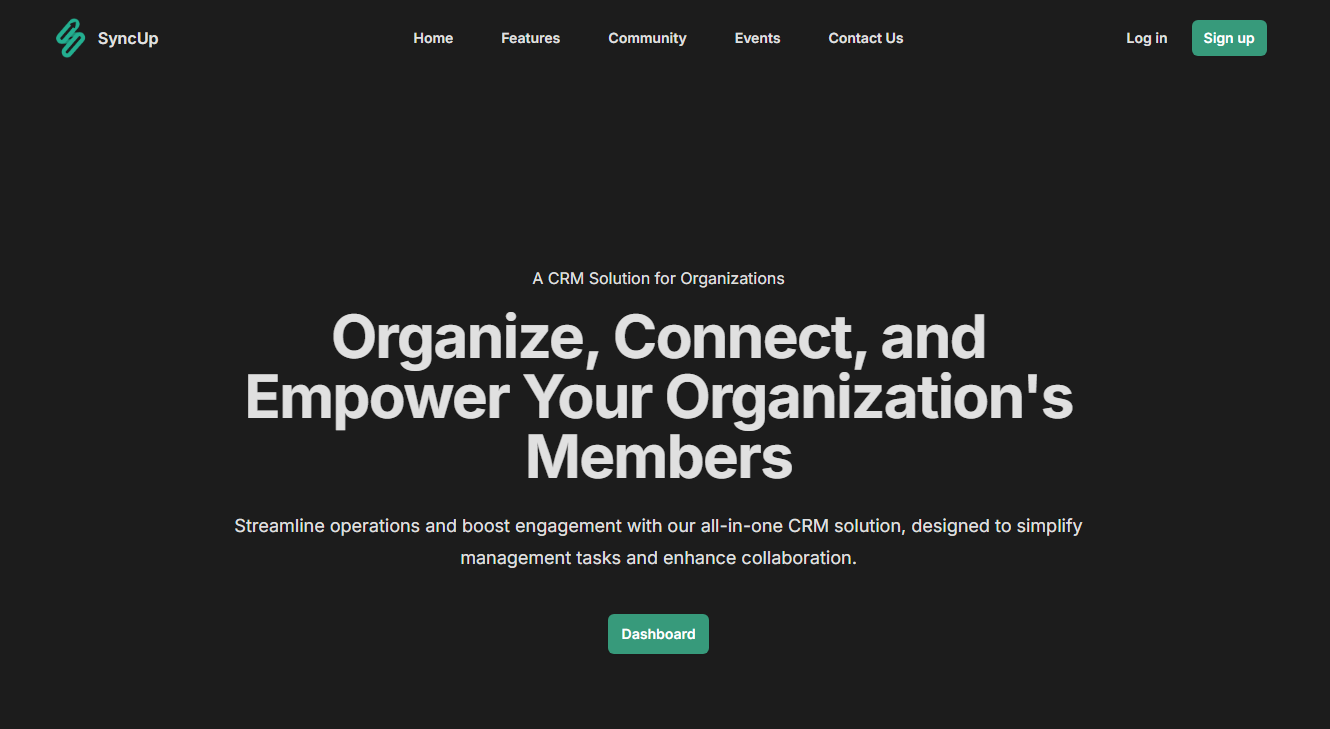 SyncUp
Home
Features
Community
Events
Contact Us
Log in
Sign up
A CRM Solution for Organizations
Organize, Connect, and
Empower Your Organization's
Members
Streamline operations and boost engagement with our all-in-one CRM solution, designed to simplify
management tasks and enhance collaboration.
Dashboard